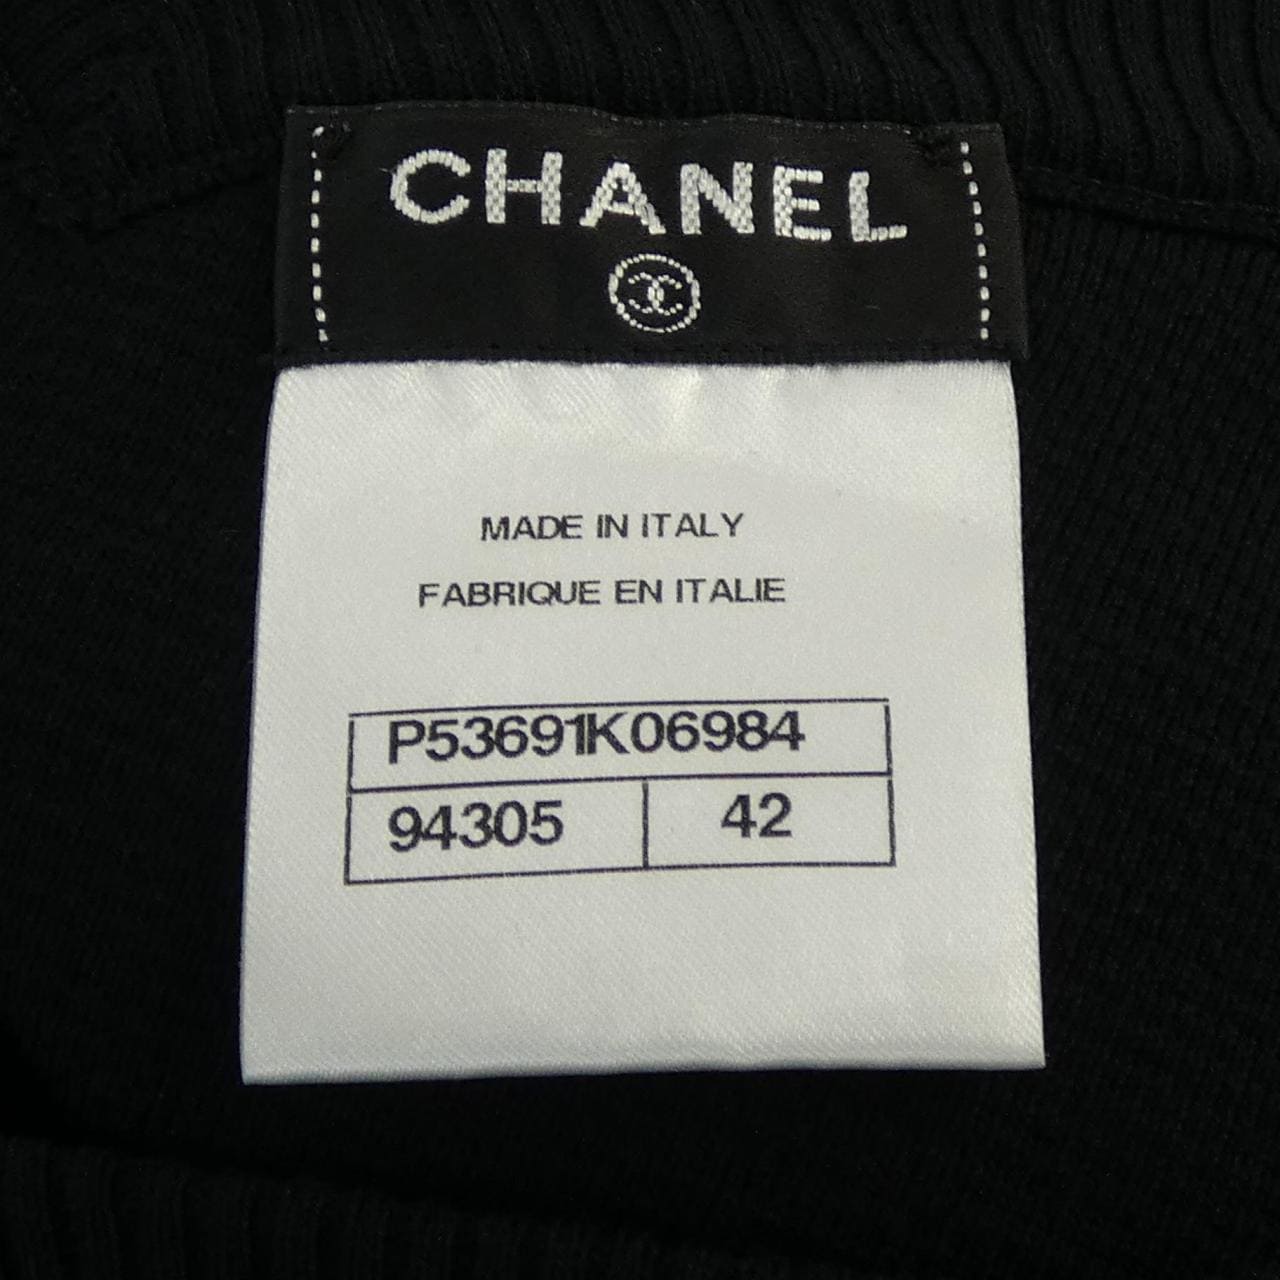 CHANEL
MADE IN ITALY
FABRIQUE EN ITALIE
P53691K06984
94305 42